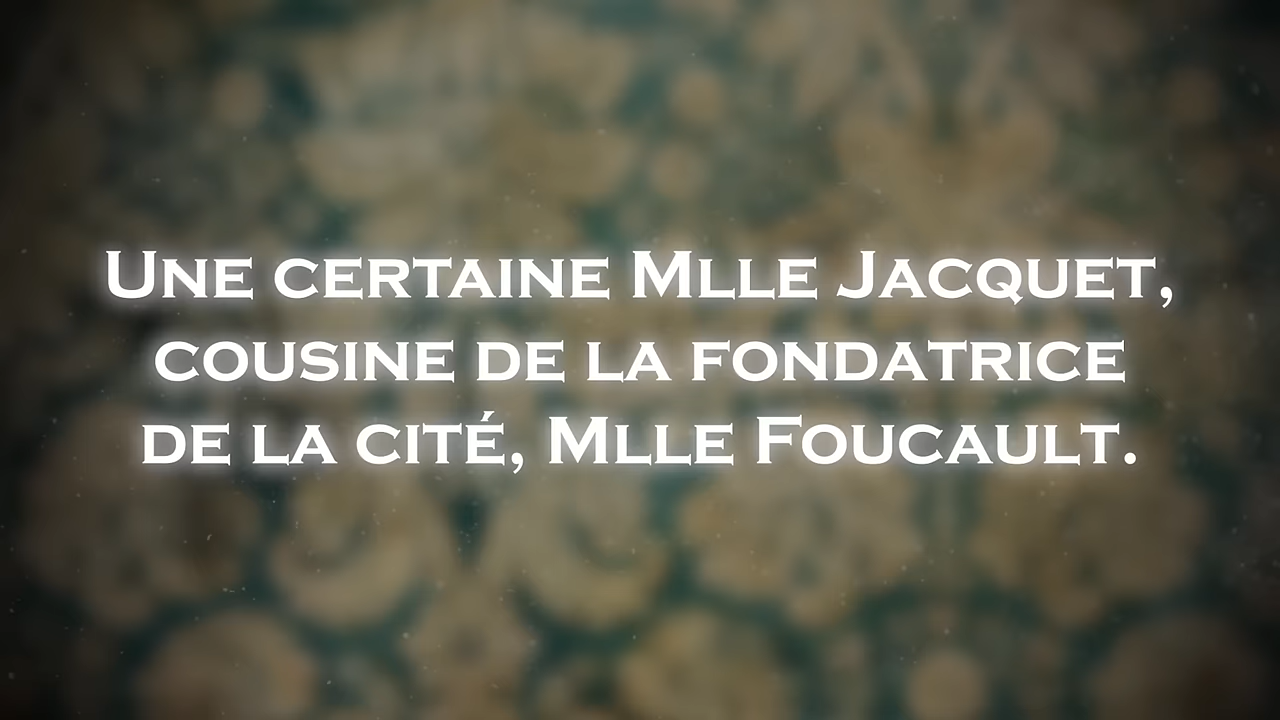 Une certaine Mlle Jacquet,
cousine de la fondatrice
de la cité, Mlle Foucault.